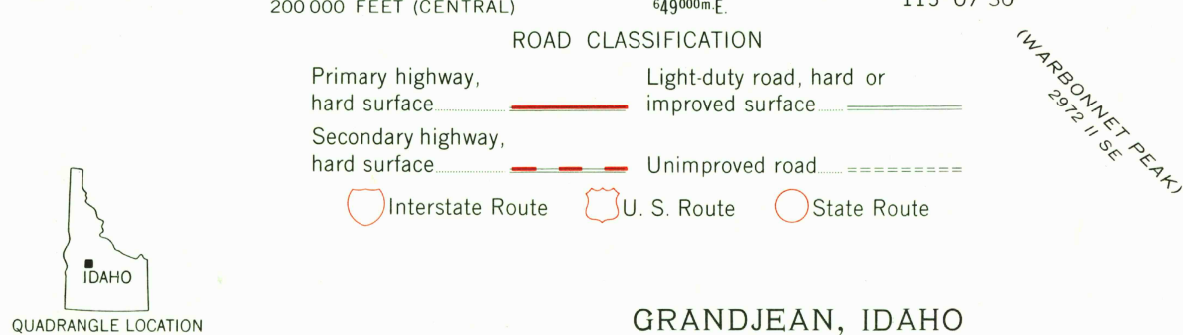 200 000 FEET (CENTRAL)
⁶49⁰⁰⁰ᵐ·E.
ROAD CLASSIFICATION
Primary highway,
hard surface
Light-duty road, hard or
improved surface
Secondary highway,
hard surface
Unimproved road
Interstate Route
U. S. Route
State Route
(WARBONNET PEAK)
2972 II SE
IDAHO
QUADRANGLE LOCATION
GRANDJEAN, IDAHO